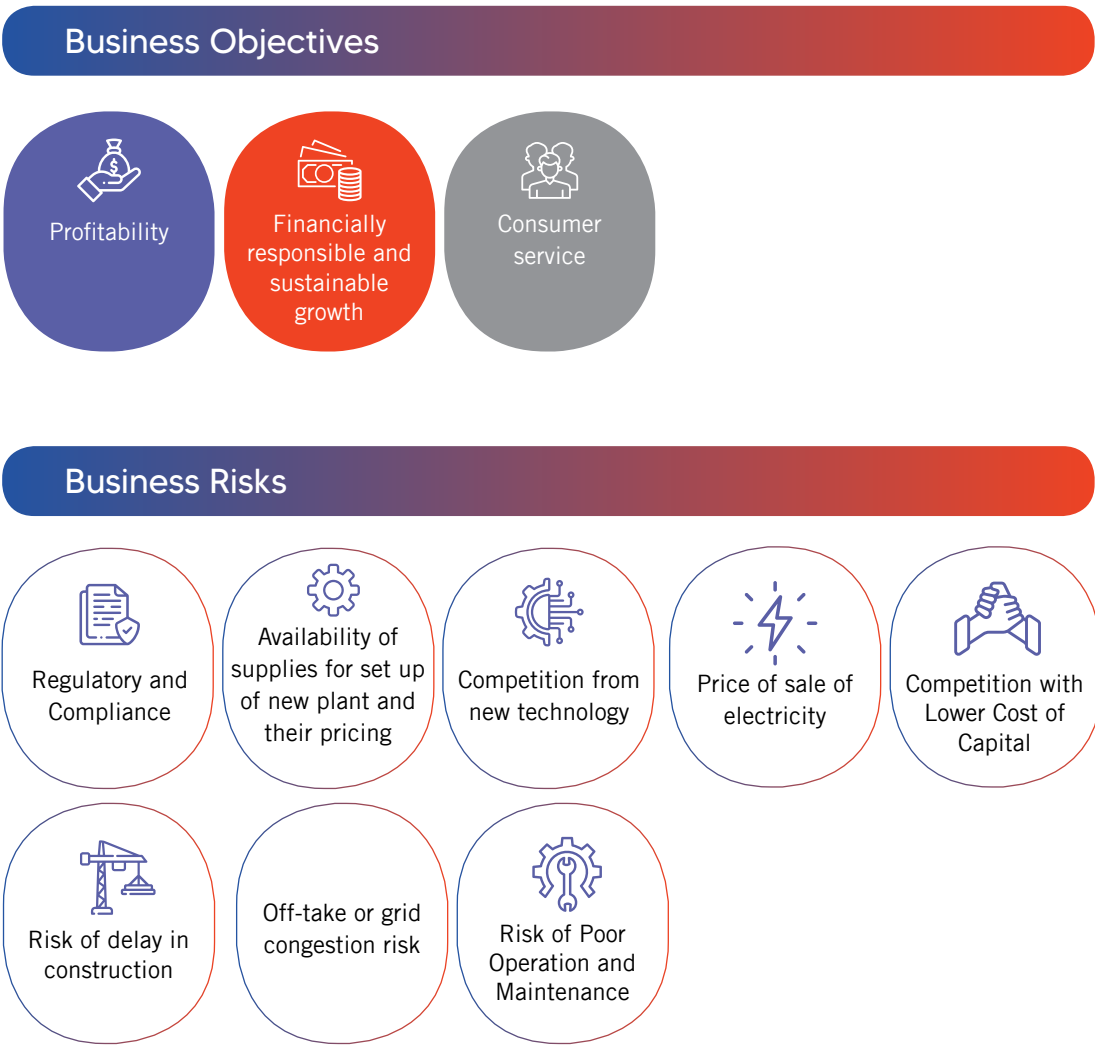 Business Objectives
Profitability
Financially
responsible and
sustainable
growth
Consumer
service
Business Risks
Regulatory and
Compliance
Availability of
supplies for set up
of new plant and
their pricing
Competition from
new technology
Price of sale of
electricity
Competition with
Lower Cost of
Capital
Risk of delay in
construction
Off-take or grid
congestion risk
Risk of Poor
Operation and
Maintenance